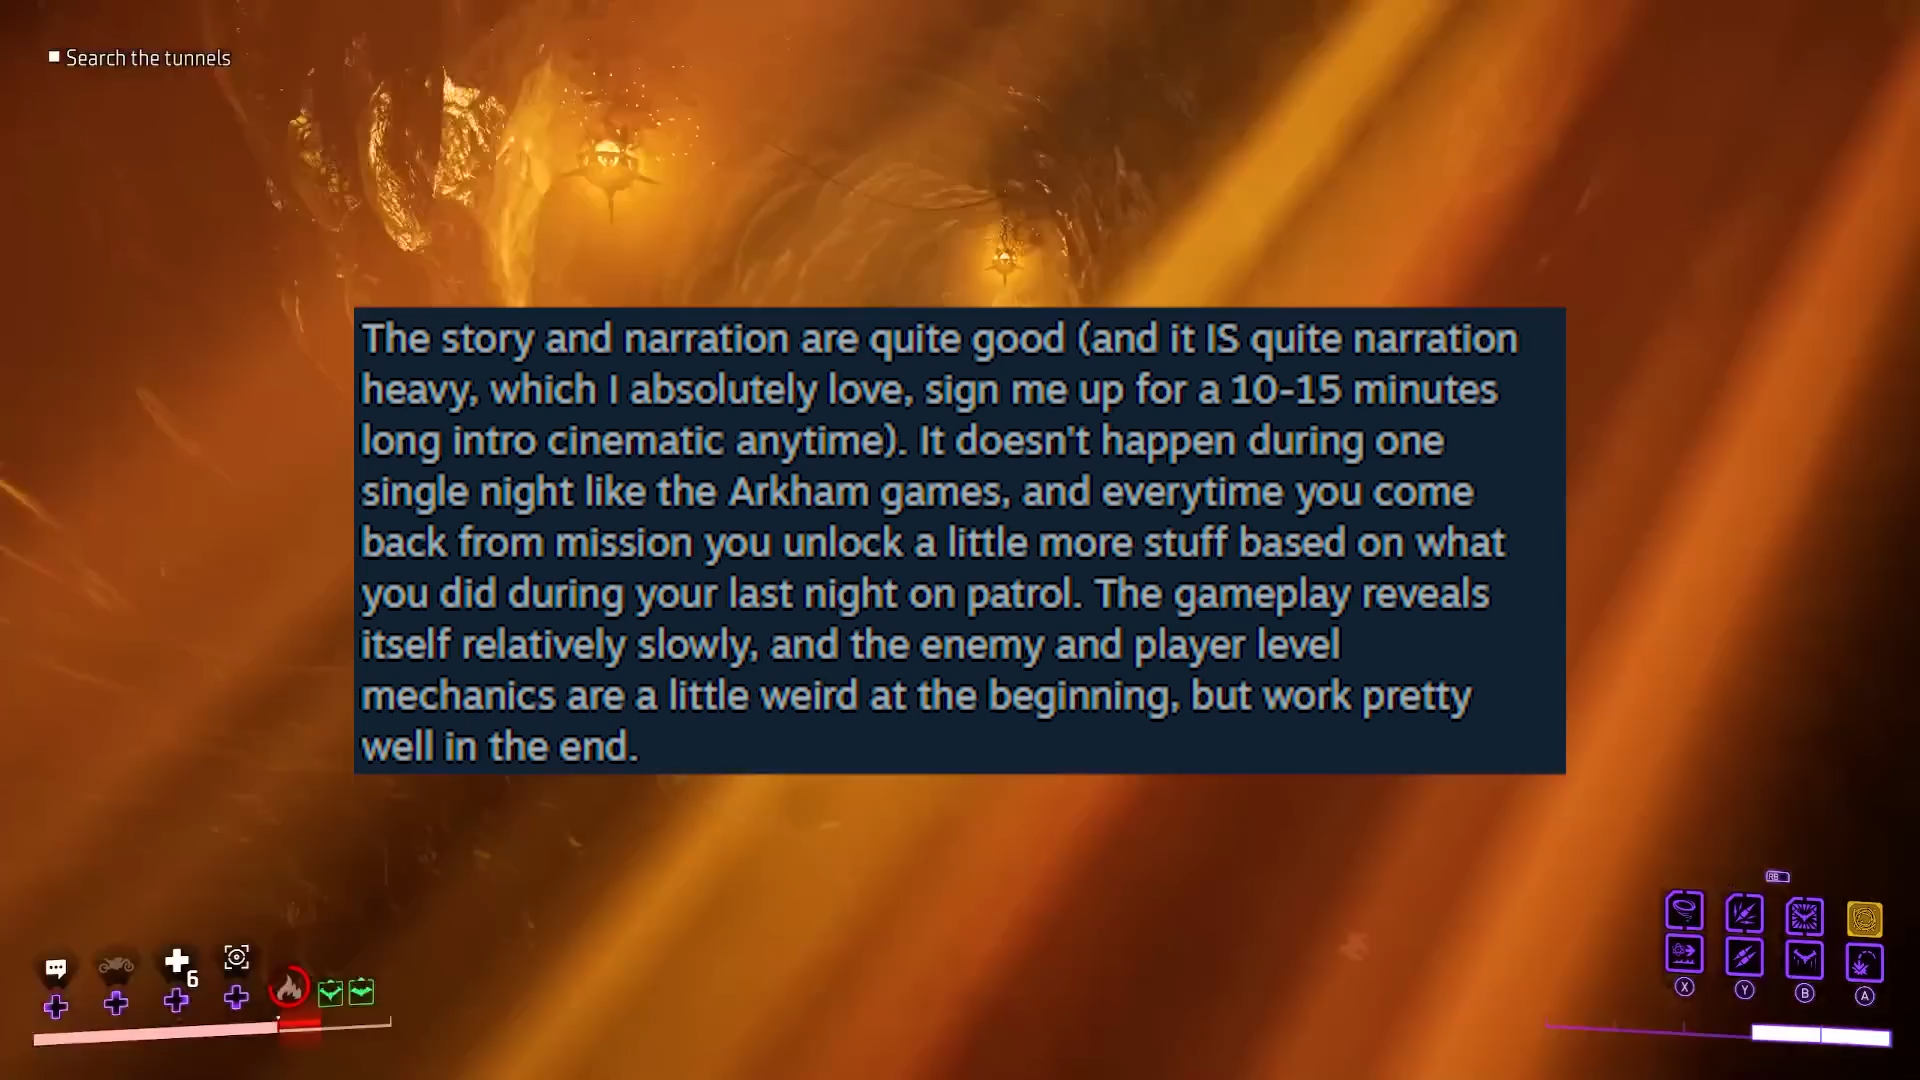 Search the tunnels
The story and narration are quite good (and it IS quite narration
heavy, which I absolutely love, sign me up for a 10-15 minutes
long intro cinematic anytime). It doesn't happen during one
single night like the Arkham games, and everytime you come
back from mission you unlock a little more stuff based on what
you did during your last night on patrol. The gameplay reveals
itself relatively slowly, and the enemy and player level
mechanics are a little weird at the beginning, but work pretty
well in the end.
RB
6
X Y B A